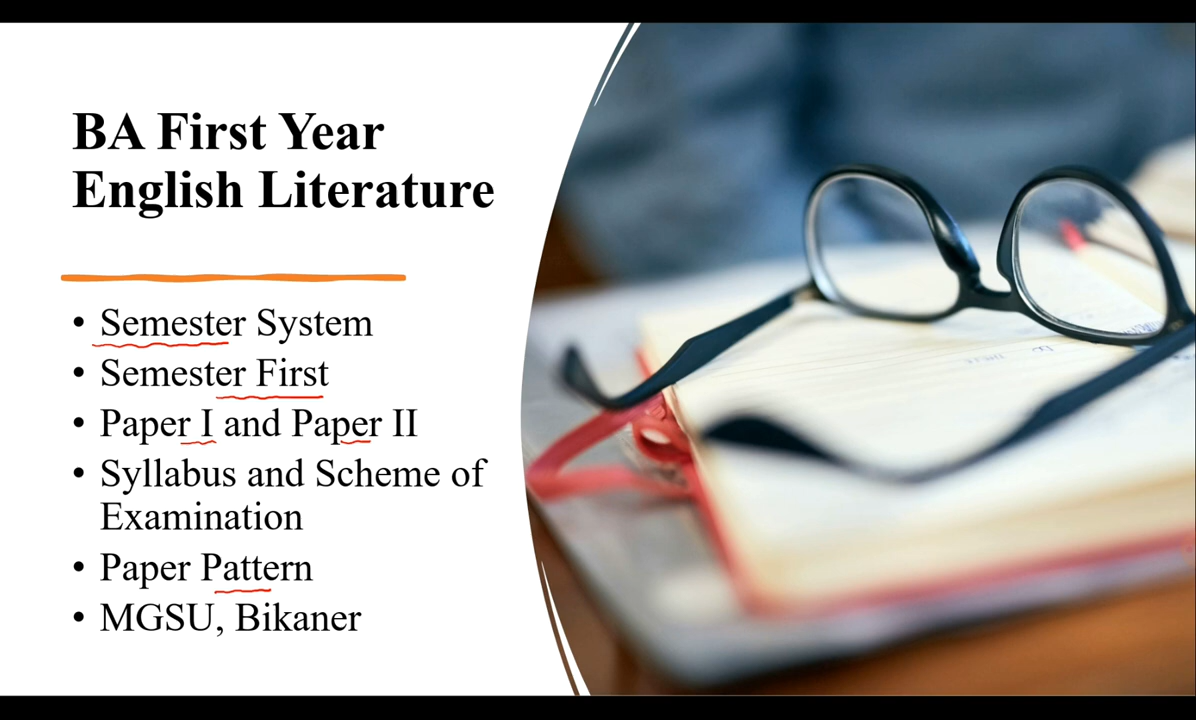 BA First Year
English Literature
• Semester System
• Semester First
• Paper I and Paper II
• Syllabus and Scheme of
Examination
• Paper Pattern
• MGSU, Bikaner